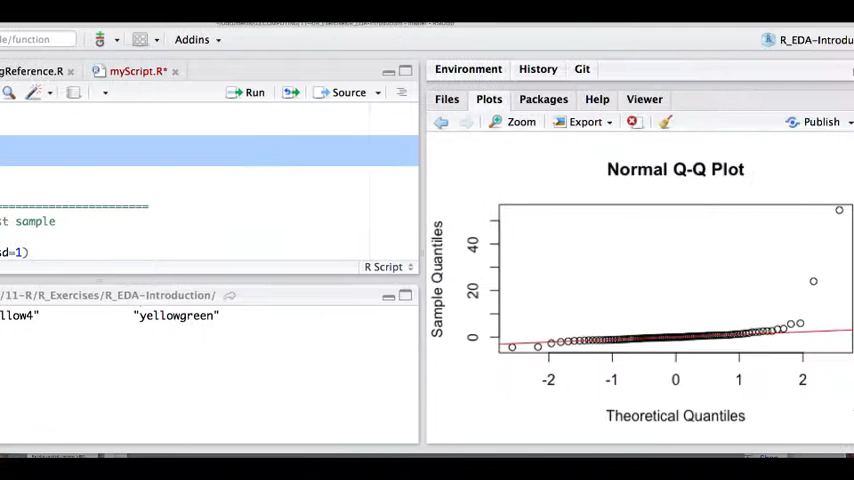 le/function
Addins
R_EDA-Introdu
gReference.R
myScript.R*
Run
Source
st sample
sd=1)
R Script
/11-R/R_Exercises/R_EDA-Introduction/
llow4" "yellowgreen"
Environment History Git
Files Plots Packages Help Viewer
Zoom Export Publish
Normal Q-Q Plot
Sample Quantiles
40
20
0
-2 -1 0 1 2
Theoretical Quantiles